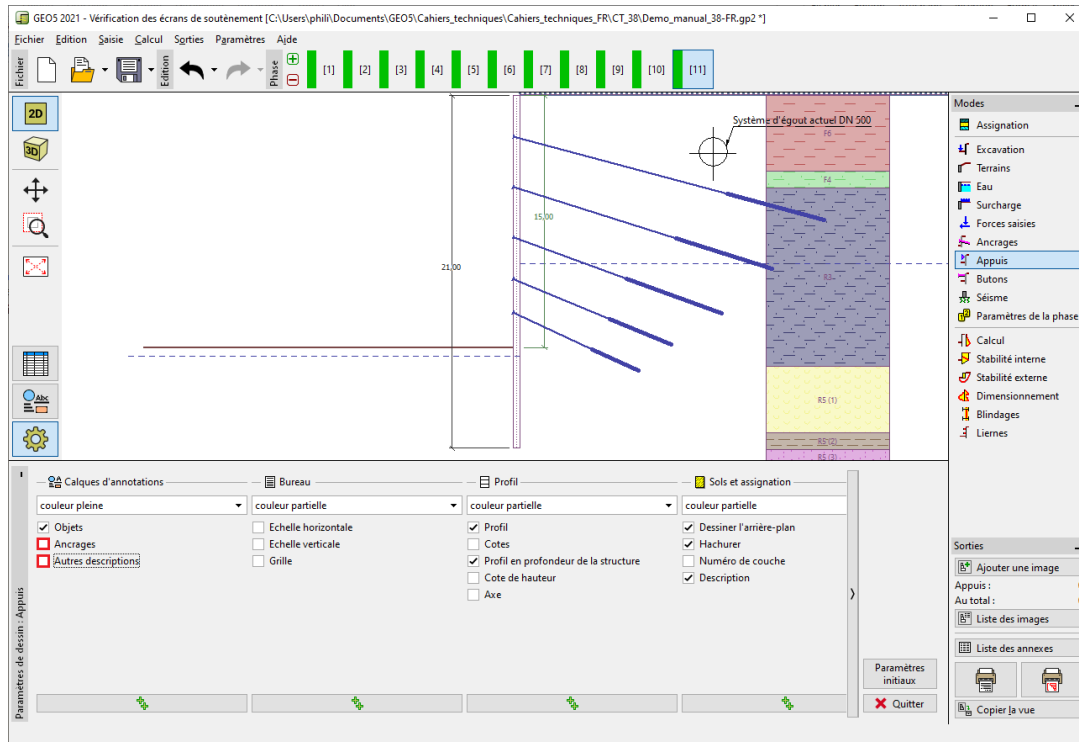 GEO5 2021 - Vérification des écrans de soutènement [C:\Users\phili\Documents\GEO5\Cahiers_techniques\Cahiers_techniques_FR\CT_38\Demo_manual_38-FR.gp2 *]
Fichier Edition Saisie Calcul Sorties Paramètres Aide
Fichier
Edition
Phase
[1] [2] [3] [4] [5] [6] [7] [8] [9] [10] [11]
2D
3D
Abc
Système d'égout actuel DN 500
F6
F4
15,00
21,00
R3
R5 (1)
R5 (2)
R5 (3)
Modes
Assignation
Excavation
Terrains
Eau
Surcharge
Forces saisies
Ancrages
Appuis
Butons
Séisme
Paramètres de la phase
Calcul
Stabilité interne
Stabilité externe
Dimensionnement
Blindages
Liernes
Paramètres de dessin : Appuis
Calques d'annotations
couleur pleine
Objets
Ancrages
Autres descriptions
Bureau
couleur partielle
Echelle horizontale
Echelle verticale
Grille
Profil
couleur partielle
Profil
Cotes
Profil en profondeur de la structure
Cote de hauteur
Axe
Sols et assignation
couleur partielle
Dessiner l'arrière-plan
Hachurer
Numéro de couche
Description
Paramètres
initiaux
Quitter
Sorties
Ajouter une image
Appuis :
Au total :
Liste des images
Liste des annexes
Copier la vue